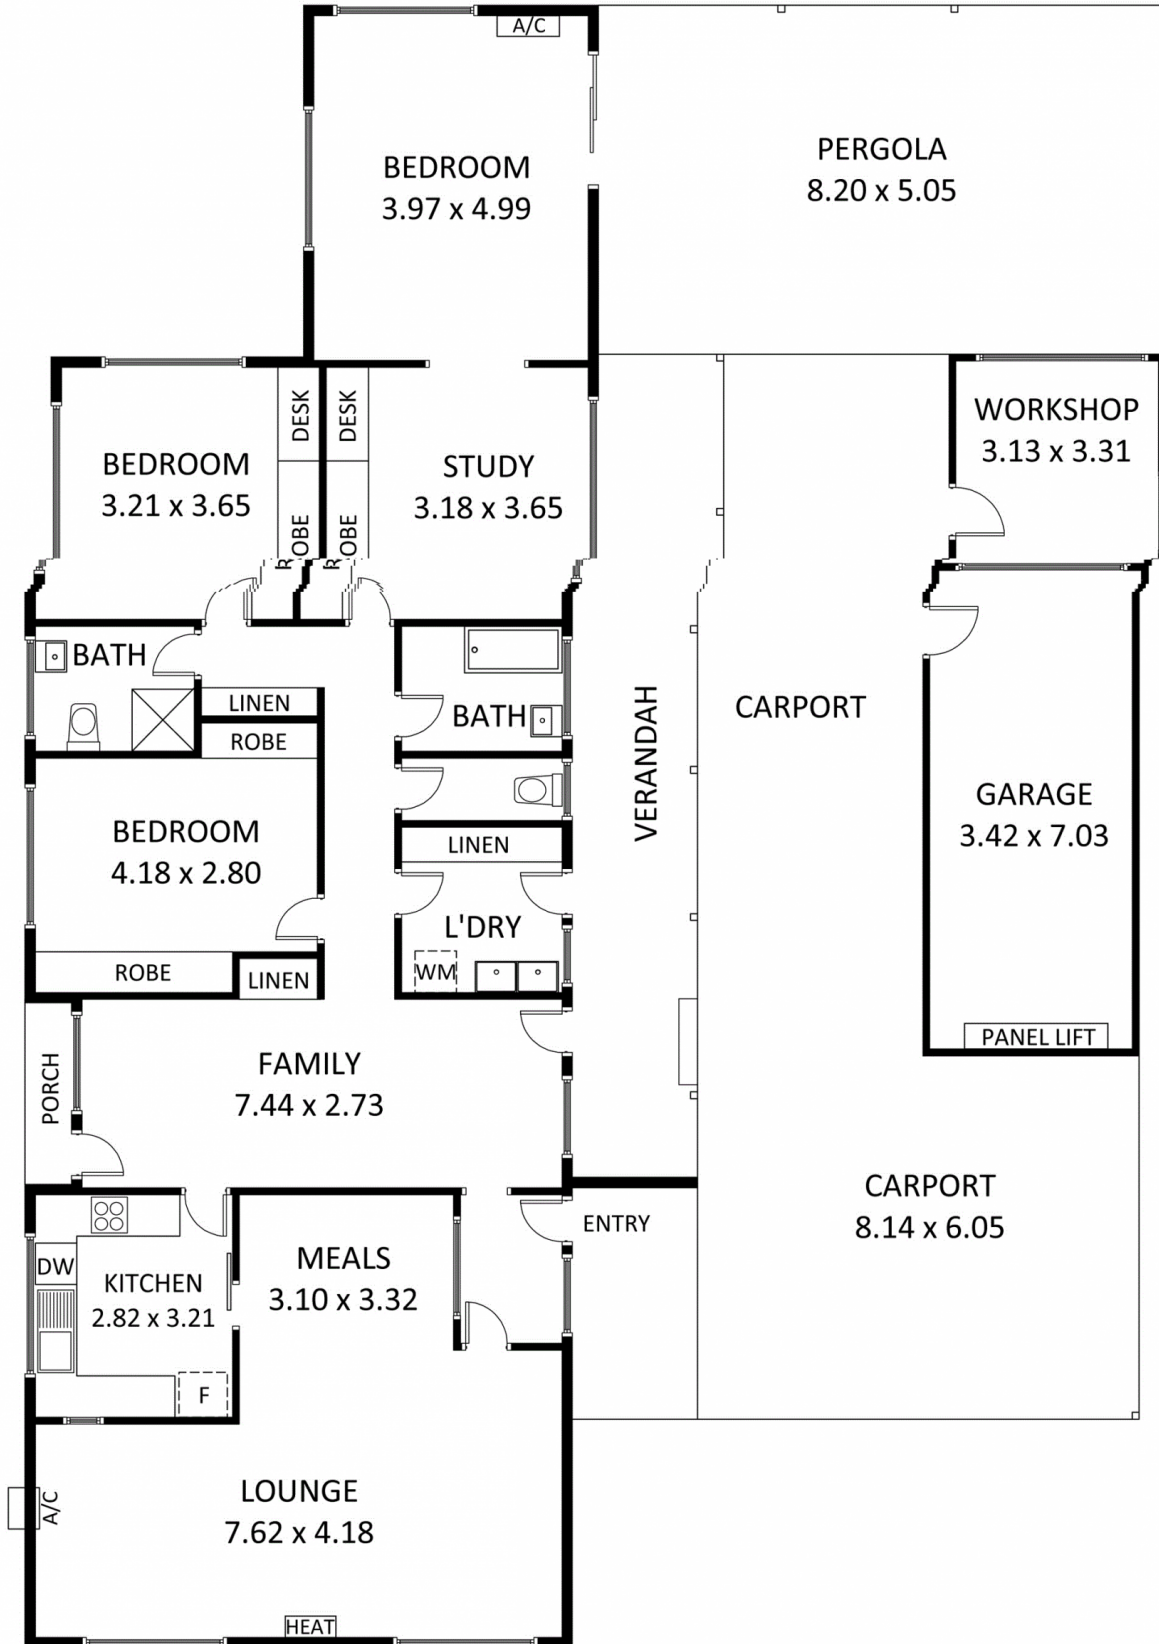 A/C
BEDROOM
3.97 x 4.99
PERGOLA
8.20 x 5.05
BEDROOM
3.21 x 3.65
DESK
ROBE
DESK
ROBE
STUDY
3.18 x 3.65
WORKSHOP
3.13 x 3.31
BATH
LINEN
ROBE
BATH
VERANDAH
CARPORT
BEDROOM
4.18 x 2.80
LINEN
GARAGE
3.42 x 7.03
L'DRY
WM
ROBE
LINEN
PANEL LIFT
PORCH
FAMILY
7.44 x 2.73
CARPORT
8.14 x 6.05
ENTRY
DW
KITCHEN
2.82 x 3.21
F
MEALS
3.10 x 3.32
A/C
LOUNGE
7.62 x 4.18
HEAT